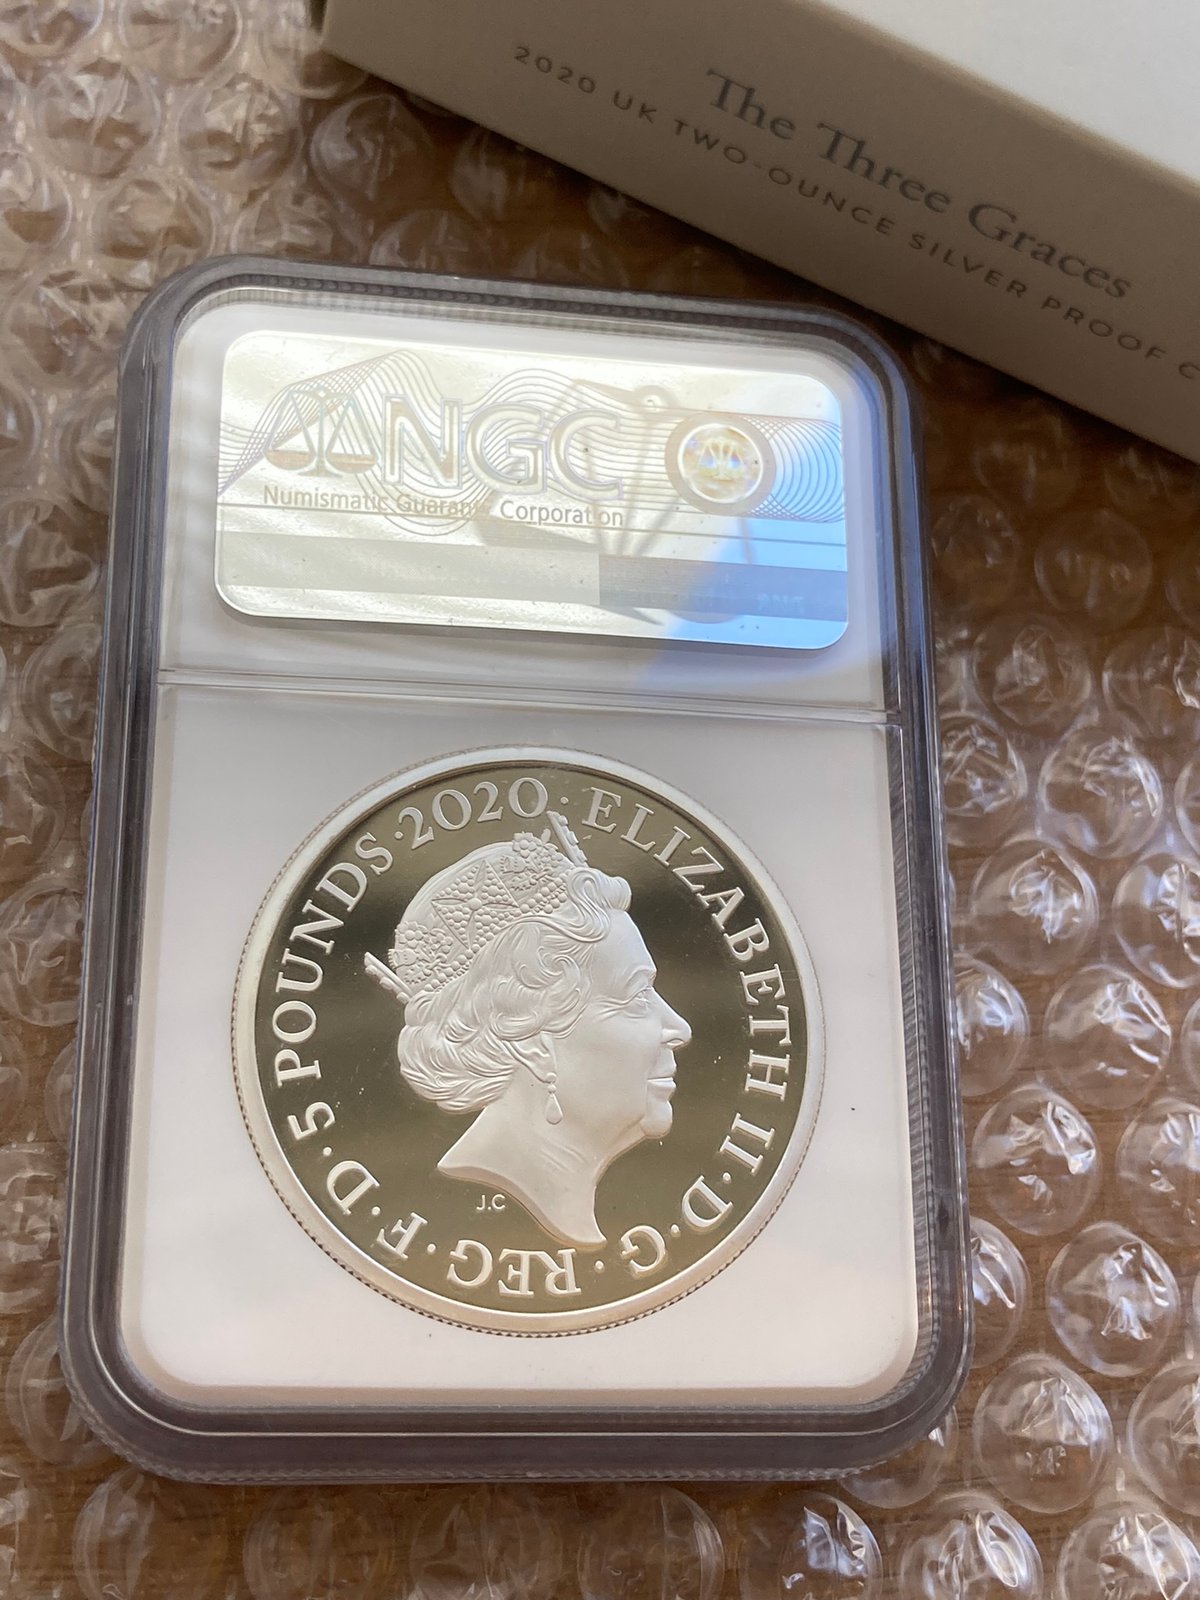 The Three Graces
2020 UK TWO-OUNCE SILVER PROOF C
NGC
Numismatic Guaranty Corporation
ELIZABETH II · D · G · REG · F · D · 5 POUNDS · 2020 ·
J.C